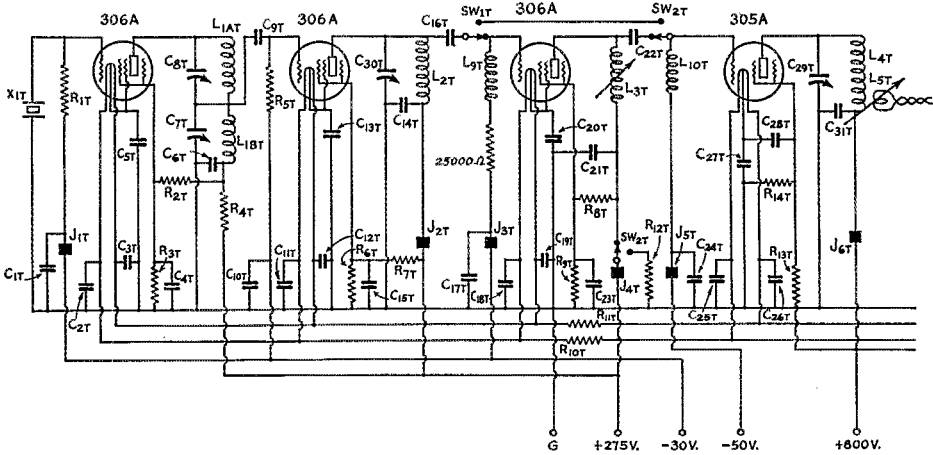 306A
306A
SW1T
306A
SW2T
305A
L1AT
C9T
C16T
X1T
R1T
C8T
C30T
L2T
L9T
C22T
L3T
L10T
C29T
L4T
L5T
R5T
C7T
L1BT
C14T
C5T
C6T
C13T
C20T
C28T
C31T
25000Ω
C21T
C27T
R2T
R4T
R8T
R14T
J1T
J2T
J3T
R12T
J5T
J6T
C12T
SW2T
C3T
R3T
C11T
R6T
C19T
C24T
R13T
C1T
C4T
C10T
R7T
C17T
R9T
J4T
C2T
C15T
C18T
C23T
C25T
C26T
R11T
R10T
G
+275V.
-30V.
-50V.
+600V.